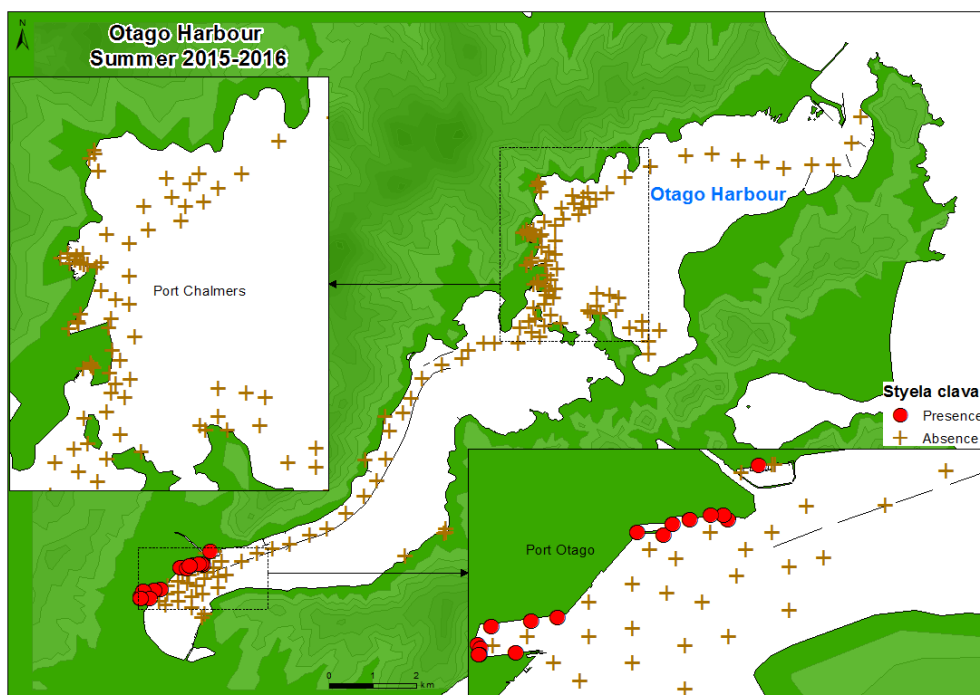 N
Otago Harbour
Summer 2015-2016
Otago Harbour
Port Chalmers
Styela clava
Presence
Absence
Port Otago
0 1 2
km